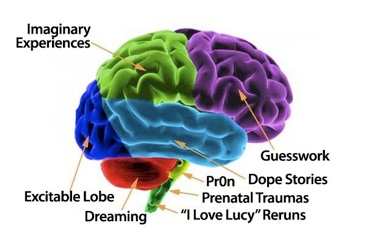 Imaginary
Experiences
Guesswork
Dope Stories
Pr0n
Excitable Lobe
Prenatal Traumas
Dreaming
"I Love Lucy" Reruns